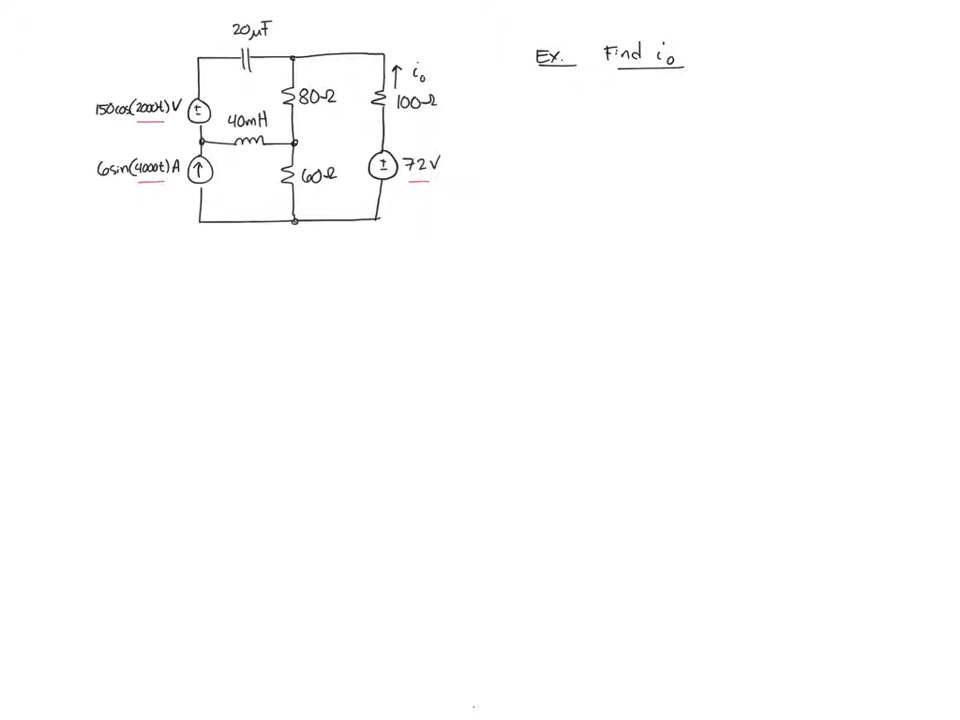 20μF
Ex. Find i₀
i₀
80Ω
100Ω
150cos(2000t)V
±
40mH
6sin(4000t)A
60Ω
±
72V